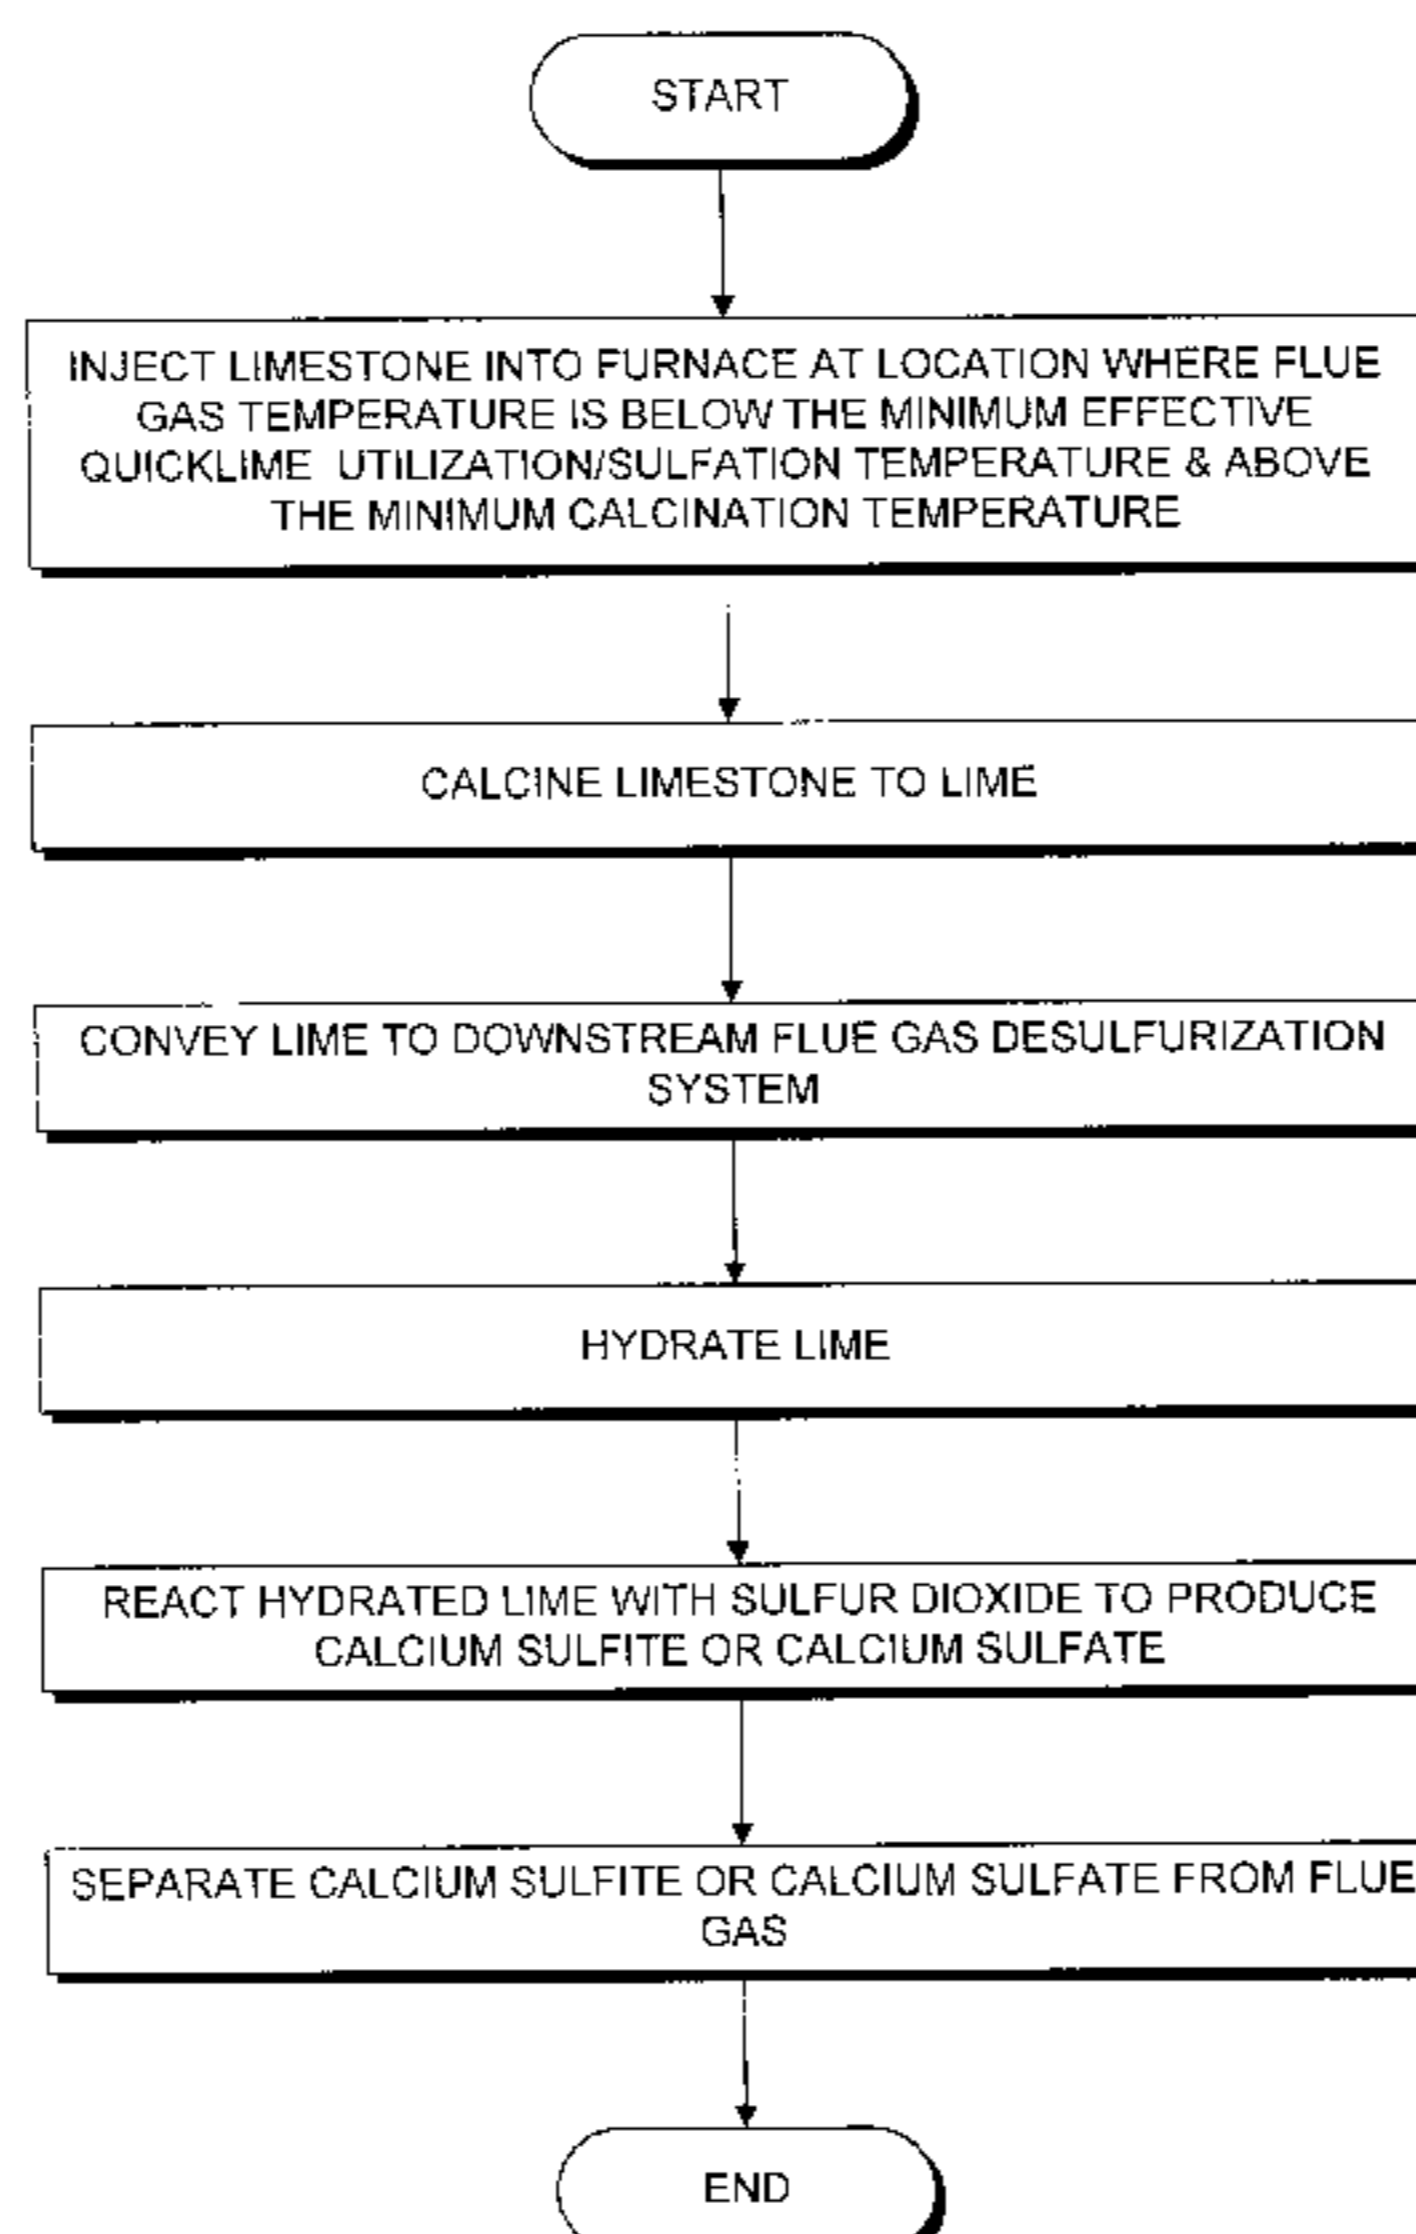 START
INJECT LIMESTONE INTO FURNACE AT LOCATION WHERE FLUE
GAS TEMPERATURE IS BELOW THE MINIMUM EFFECTIVE
QUICKLIME UTILIZATION/SULFATION TEMPERATURE & ABOVE
THE MINIMUM CALCINATION TEMPERATURE
CALCINE LIMESTONE TO LIME
CONVEY LIME TO DOWNSTREAM FLUE GAS DESULFURIZATION
SYSTEM
HYDRATE LIME
REACT HYDRATED LIME WITH SULFUR DIOXIDE TO PRODUCE
CALCIUM SULFITE OR CALCIUM SULFATE
SEPARATE CALCIUM SULFITE OR CALCIUM SULFATE FROM FLUE
GAS
END